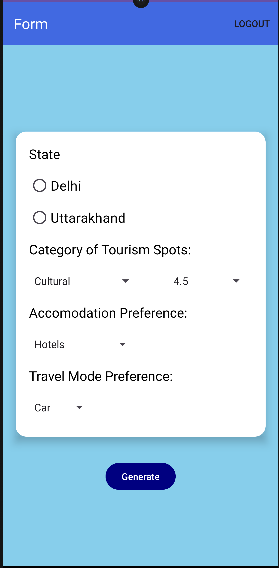 Form
LOGOUT
State
Delhi
Uttarakhand
Category of Tourism Spots:
Cultural 4.5
Accomodation Preference:
Hotels
Travel Mode Preference:
Car
Generate